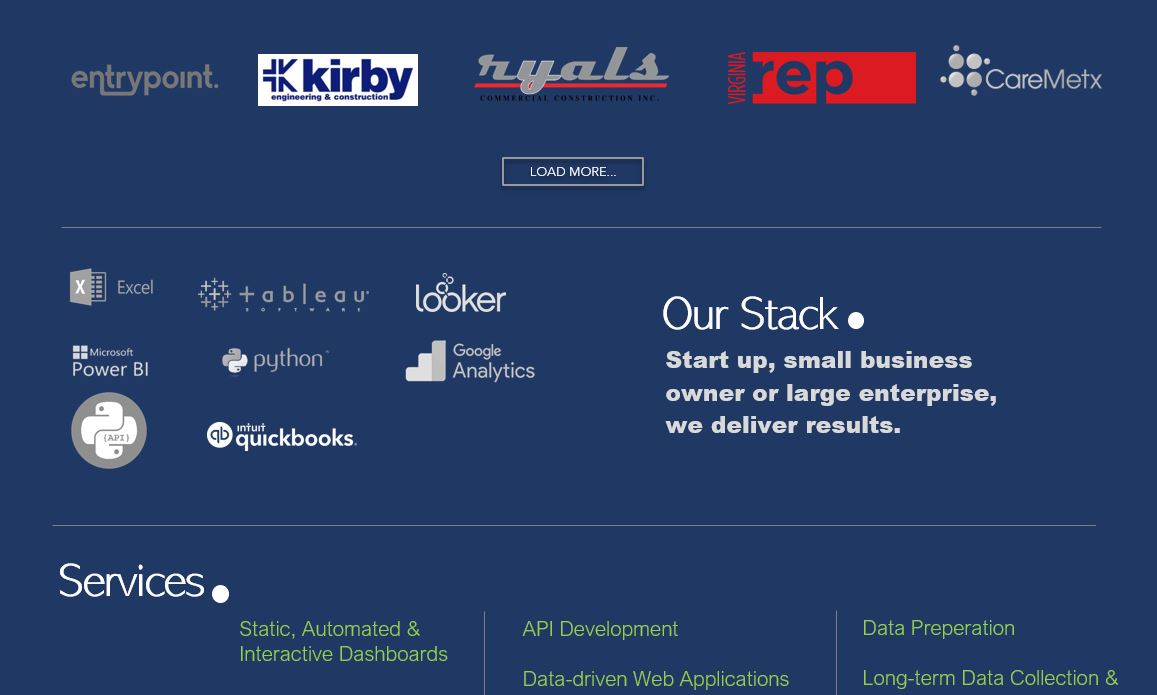 entrypoint.
kirby
engineering & construction
ryals
COMMERCIAL CONSTRUCTION INC.
VIRGINIA
rep
CareMetx
LOAD MORE...
Excel
+ableau
SOFTWARE
looker
Microsoft
Power BI
python
Google
Analytics
{API}
intuit
qb quickbooks.
Our Stack
Start up, small business
owner or large enterprise,
we deliver results.
Services
Static, Automated &
Interactive Dashboards
API Development
Data-driven Web Applications
Data Preperation
Long-term Data Collection &